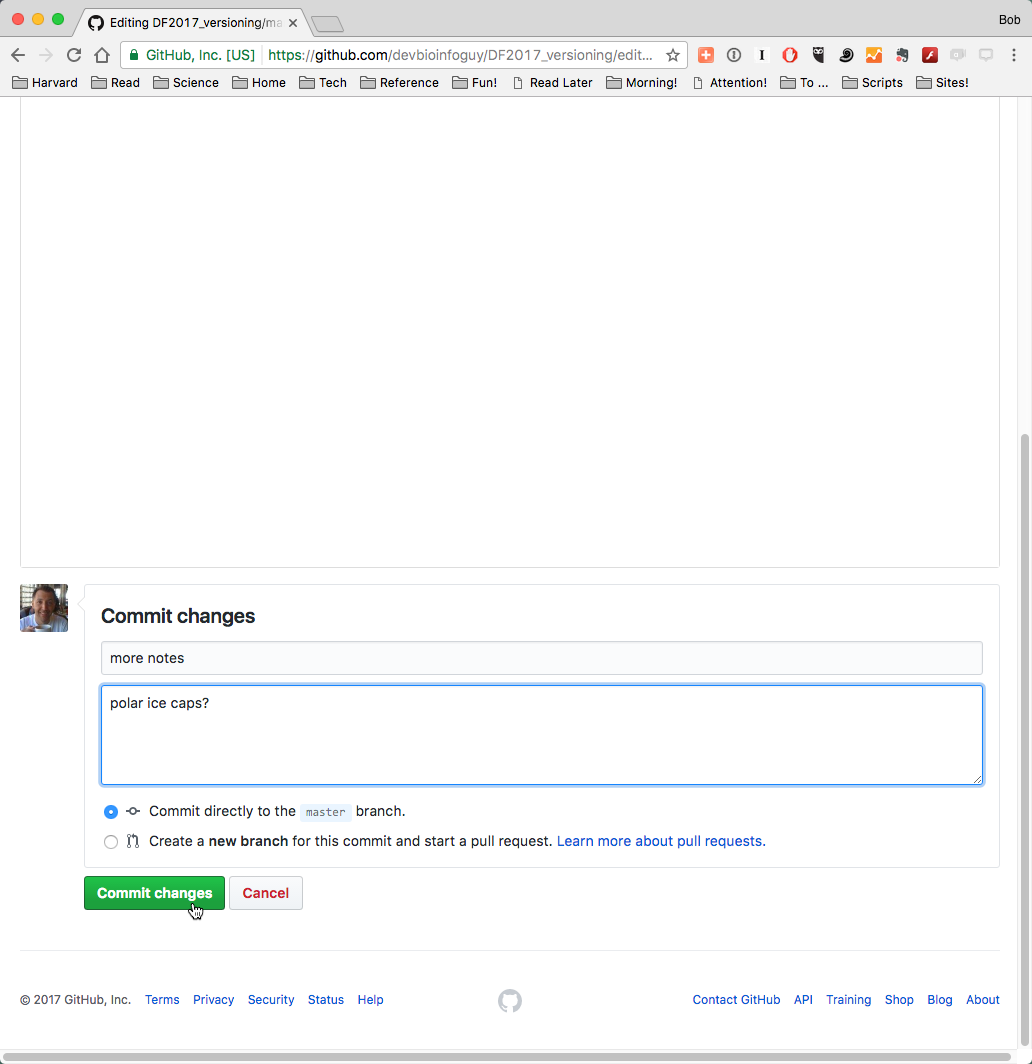 Editing DF2017_versioning/ma
Bob
GitHub, Inc. [US]
https://github.com/devbioinfoguy/DF2017_versioning/edit...
Harvard
Read
Science
Home
Tech
Reference
Fun!
Read Later
Morning!
Attention!
To ...
Scripts
Sites!
Commit changes
more notes
polar ice caps?
Commit directly to the master branch.
Create a new branch for this commit and start a pull request. Learn more about pull requests.
Commit changes
Cancel
© 2017 GitHub, Inc.
Terms
Privacy
Security
Status
Help
Contact GitHub
API
Training
Shop
Blog
About